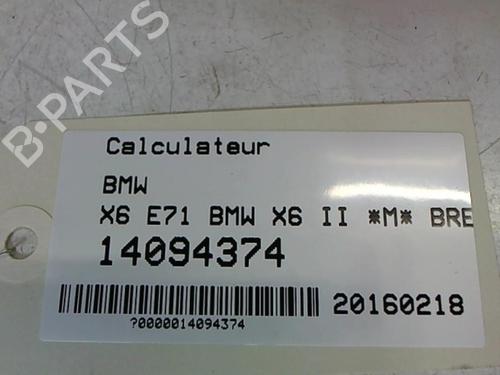 B-PARTS
Calculateur
BMW
X6 E71 BMW X6 II *M* BRE
14094374
20160218
?0000014094374